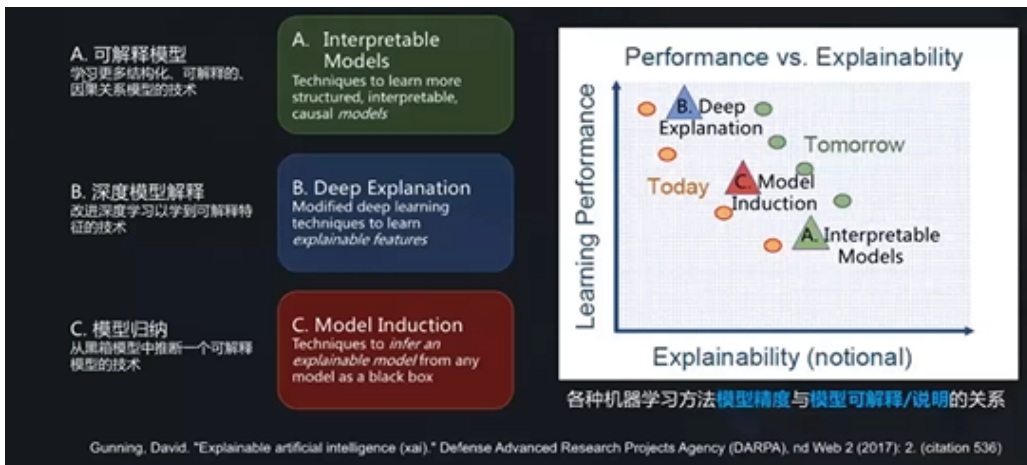 A. 可解释模型
学习更多结构化、可解释的、
因果关系模型的技术
A. Interpretable
Models
Techniques to learn more
structured, interpretable,
causal models
B. 深度模型解释
改进深度学习以学到可解释特
征的技术
B. Deep Explanation
Modified deep learning
techniques to learn
explainable features
C. 模型归纳
从黑箱模型中推断一个可解释
模型的技术
C. Model Induction
Techniques to infer an
explainable model from any
model as a black box
Performance vs. Explainability
Learning Performance
B. Deep
Explanation
Tomorrow
Today
C. Model
Induction
A. Interpretable
Models
Explainability (notional)
各种机器学习方法模型精度与模型可解释/说明的关系
Gunning, David. "Explainable artificial intelligence (xai)." Defense Advanced Research Projects Agency (DARPA), nd Web 2 (2017): 2. (citation 536)